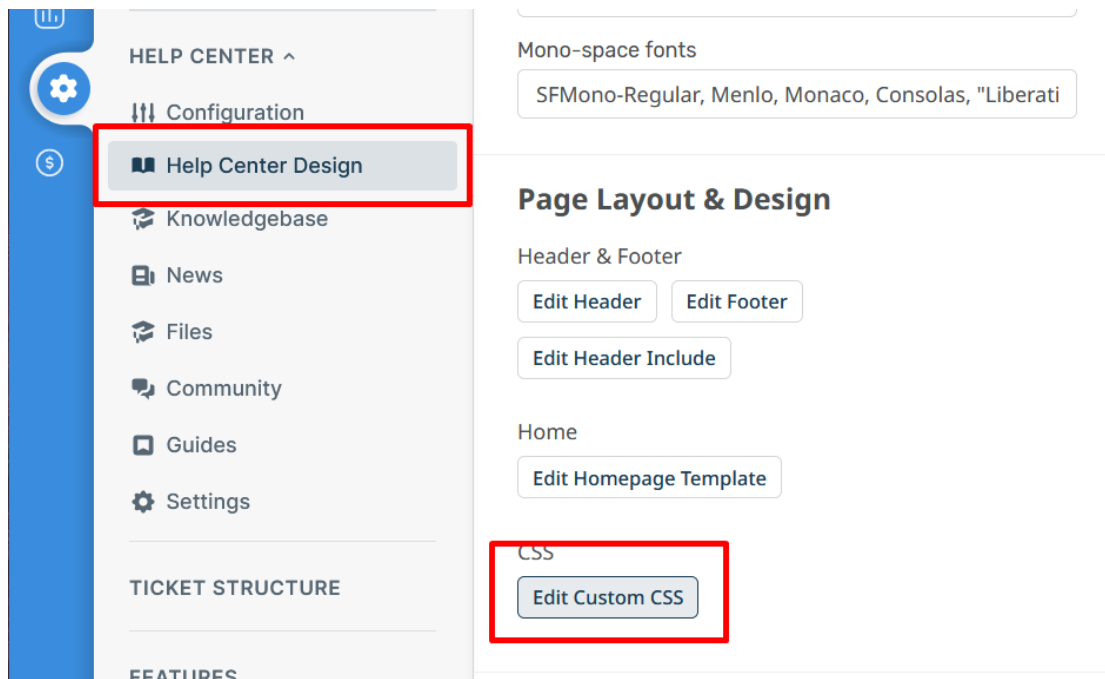 HELP CENTER
Configuration
Help Center Design
Knowledgebase
News
Files
Community
Guides
Settings
TICKET STRUCTURE
FEATURES
Mono-space fonts
SFMono-Regular, Menlo, Monaco, Consolas, "Liberati
Page Layout & Design
Header & Footer
Edit Header Edit Footer
Edit Header Include
Home
Edit Homepage Template
CSS
Edit Custom CSS